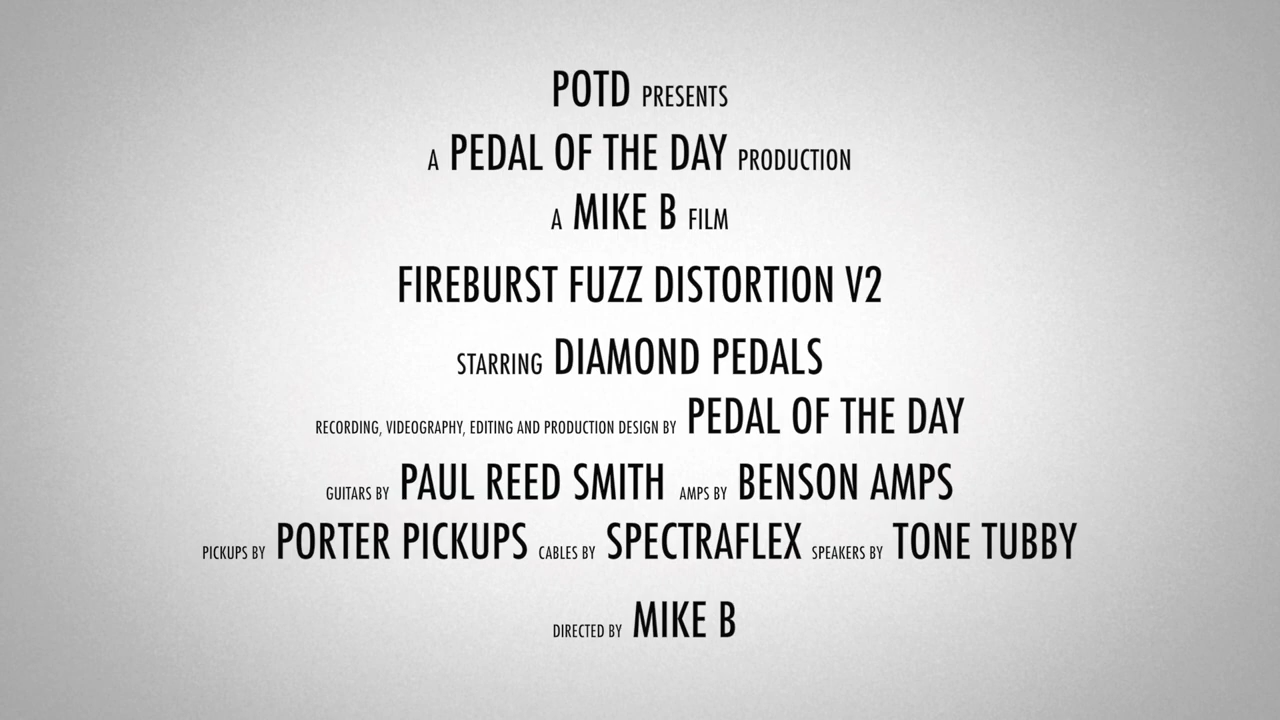 POTD PRESENTS
A PEDAL OF THE DAY PRODUCTION
A MIKE B FILM
FIREBURST FUZZ DISTORTION V2
STARRING DIAMOND PEDALS
RECORDING, VIDEOGRAPHY, EDITING AND PRODUCTION DESIGN BY PEDAL OF THE DAY
GUITARS BY PAUL REED SMITH AMPS BY BENSON AMPS
PICKUPS BY PORTER PICKUPS CABLES BY SPECTRAFLEX SPEAKERS BY TONE TUBBY
DIRECTED BY MIKE B